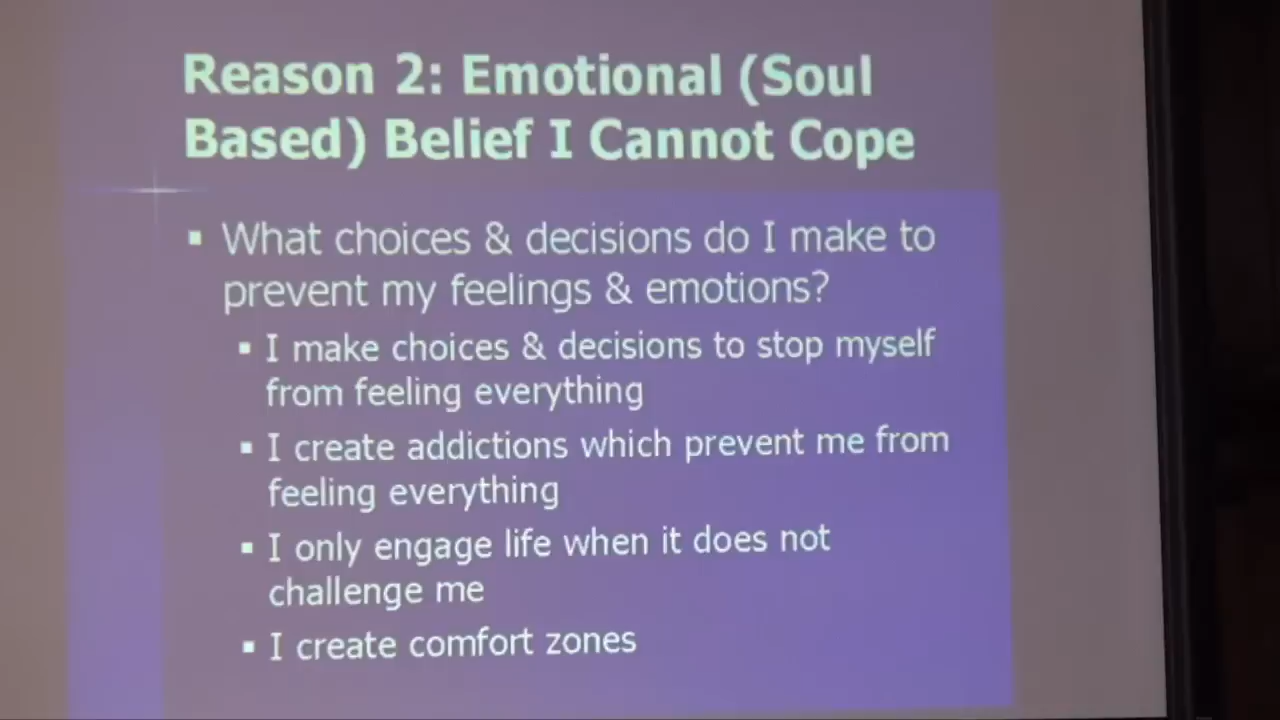 Reason 2: Emotional (Soul
Based) Belief I Cannot Cope
▪ What choices & decisions do I make to
prevent my feelings & emotions?
▪ I make choices & decisions to stop myself
from feeling everything
▪ I create addictions which prevent me from
feeling everything
▪ I only engage life when it does not
challenge me
▪ I create comfort zones